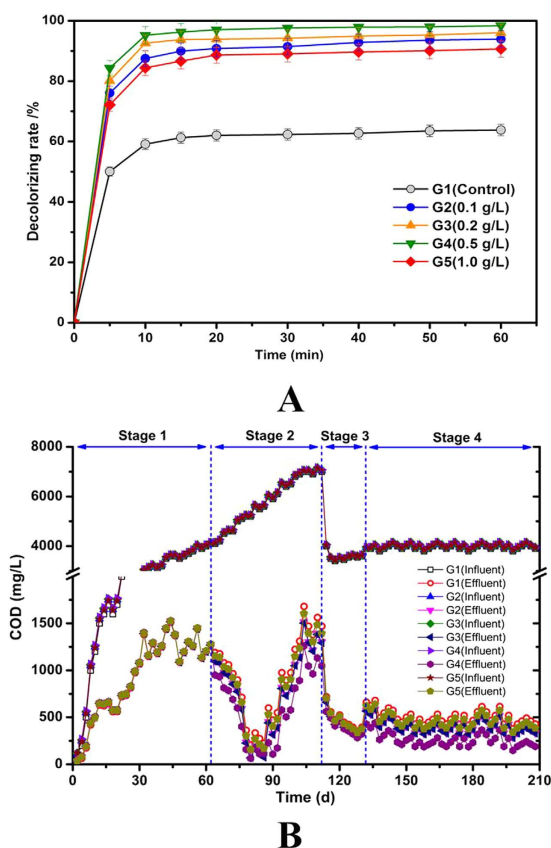 100
80
60
40
20
0
Decolorizing rate /%
G1(Control)
G2(0.1 g/L)
G3(0.2 g/L)
G4(0.5 g/L)
G5(1.0 g/L)
0 10 20 30 40 50 60
Time (min)
A
Stage 1 Stage 2 Stage 3 Stage 4
8000
6000
4000
1500
1000
500
0
COD (mg/L)
G1(Influent)
G1(Effluent)
G2(Influent)
G2(Effluent)
G3(Influent)
G3(Effluent)
G4(Influent)
G4(Effluent)
G5(Influent)
G5(Effluent)
0 30 60 90 120 150 180 210
Time (d)
B